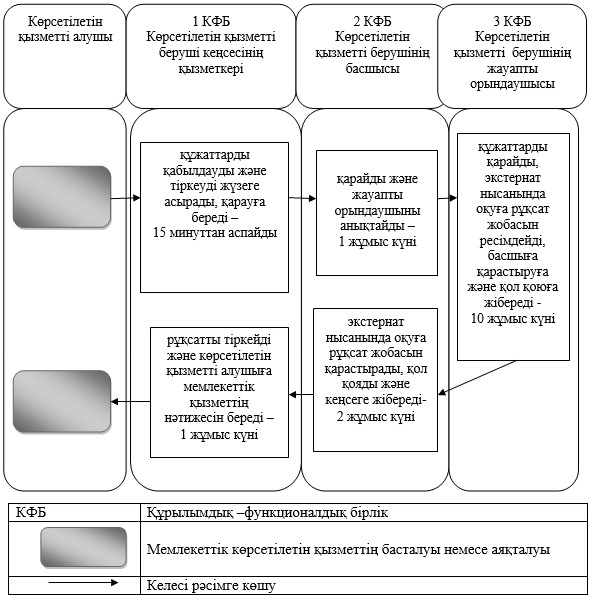 Көрсетілетін
қызметті алушы
1 КФБ
Көрсетілетін қызметті
беруші кеңсесінің
қызметкері
2 КФБ
Көрсетілетін
қызметті берушінің
басшысы
3 КФБ
Көрсетілетін
қызметті берушінің
жауапты
орындаушысы
құжаттарды
қабылдауды және
тіркеуді жүзеге
асырады, қарауға
береді –
15 минуттан аспайды
қарайды және
жауапты
орындаушыны
анықтайды –
1 жұмыс күні
құжаттарды
қарайды,
экстернат
нысанында
оқуға рұқсат
жобасын
ресімдейді,
басшыға
қарастыруға
және қол қоюға
жібереді -
10 жұмыс күні
экстернат
нысанында оқуға
рұқсат жобасын
қарастырады, қол
қояды және
кеңсеге жібереді-
2 жұмыс күні
рұқсатты тіркейді
және көрсетілетін
қызметті алушыға
мемлекеттік
қызметтің
нәтижесін береді –
1 жұмыс күні
КФБ
Құрылымдық –функционалдық бірлік
Мемлекеттік көрсетілетін қызметтің басталуы немесе аяқталуы
Келесі рәсімге көшу